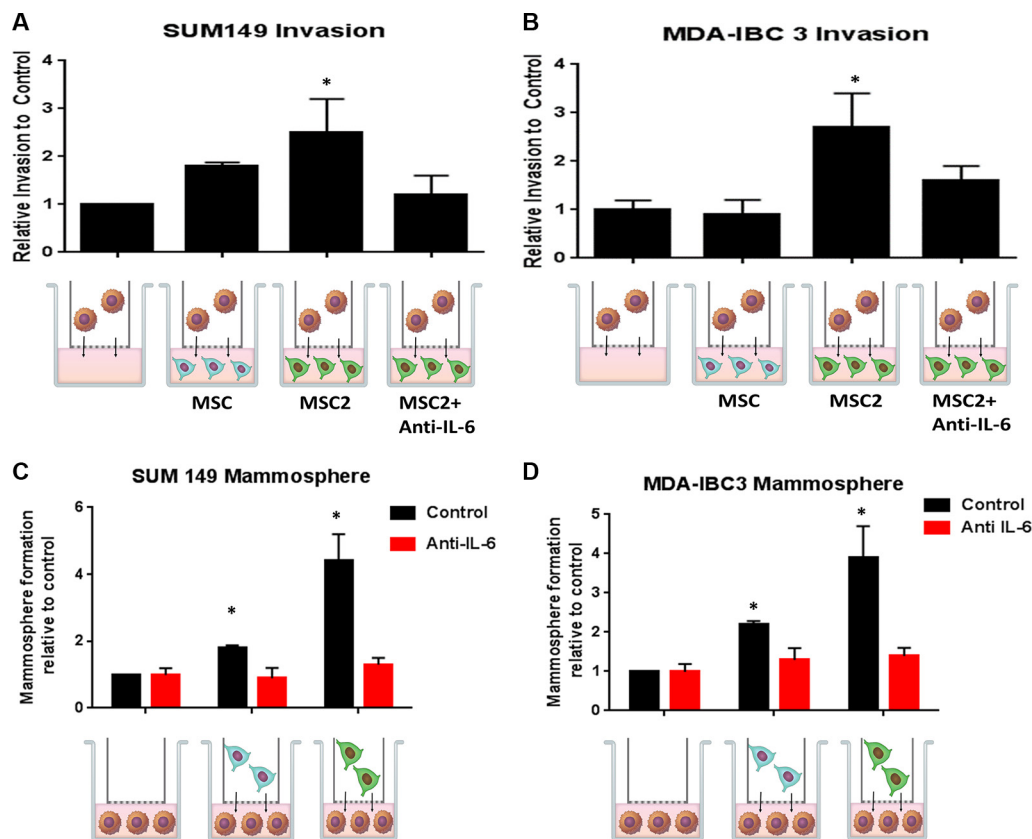 A
SUM149 Invasion
Relative Invasion to Control
4
3
2
1
0
*
MSC
MSC2
MSC2+
Anti-IL-6
B
MDA-IBC 3 Invasion
Relative Invasion to Control
4
3
2
1
0
*
MSC
MSC2
MSC2+
Anti-IL-6
C
SUM 149 Mammosphere
Mammosphere formation
relative to control
6
4
2
0
*
*
Control
Anti-IL-6
D
MDA-IBC3 Mammosphere
Mammosphere formation
relative to control
5
4
3
2
1
0
*
*
Control
Anti IL-6